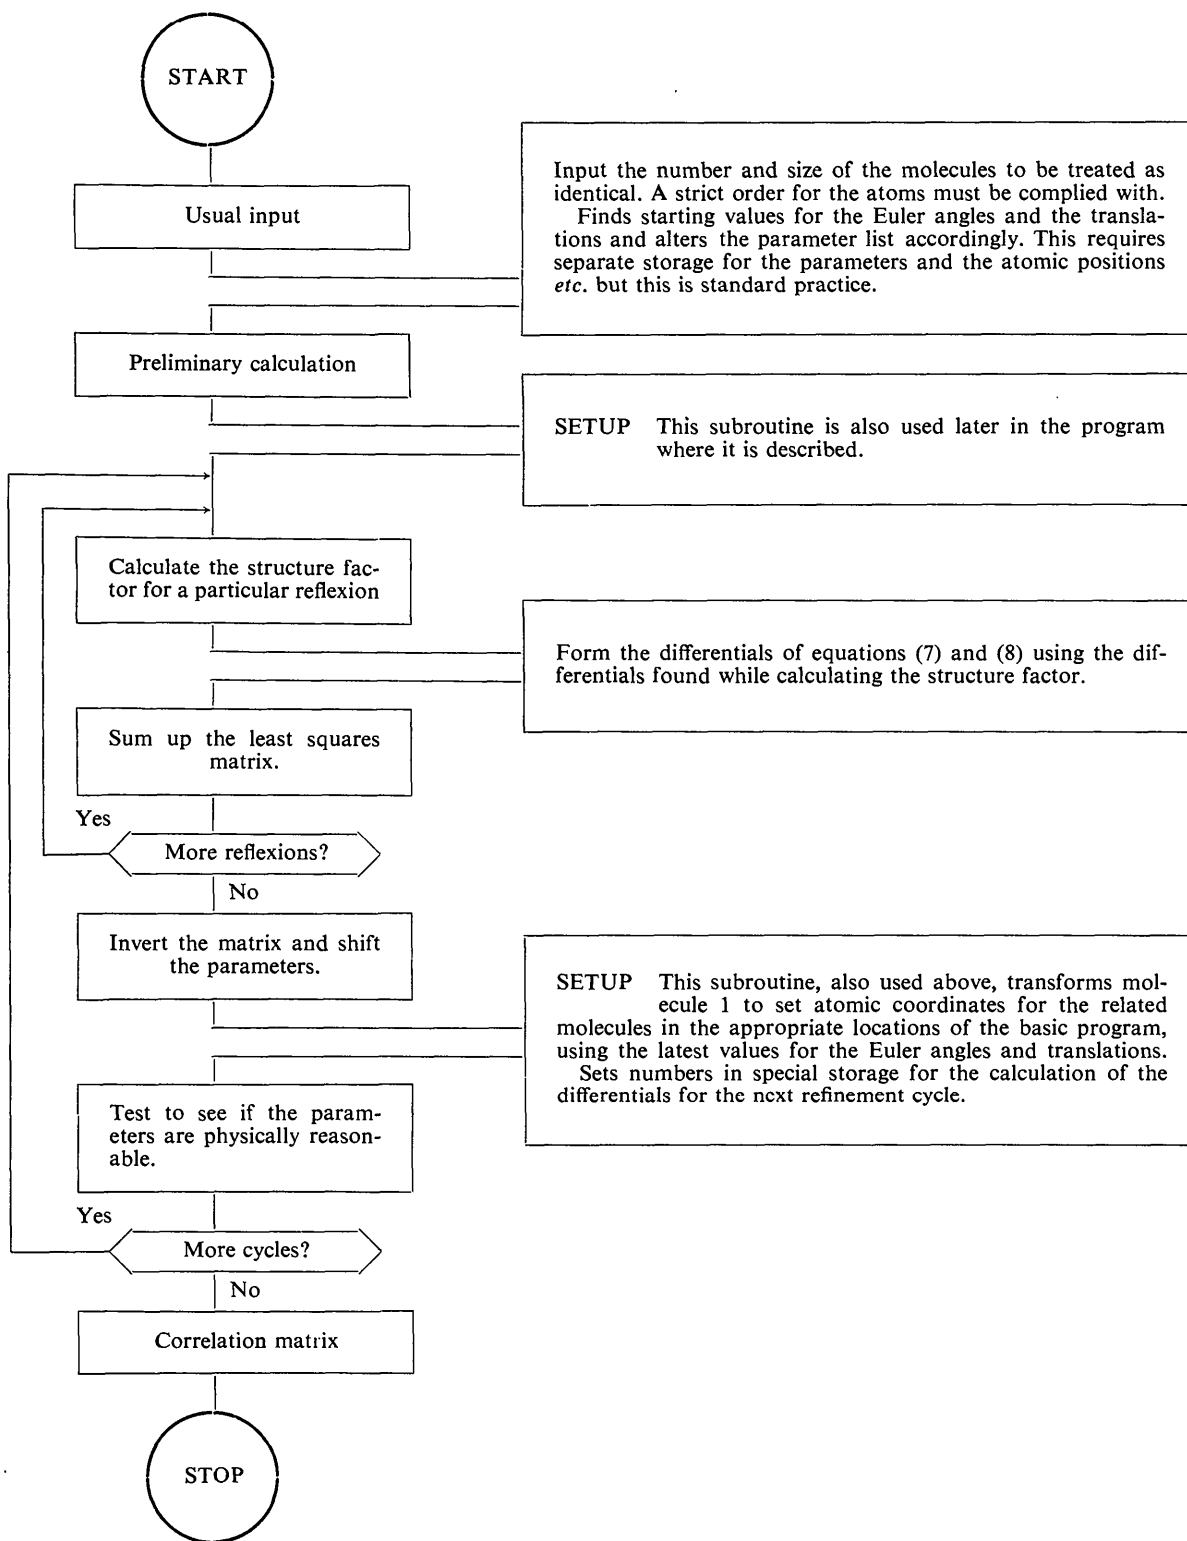 START
Usual input
Input the number and size of the molecules to be treated as
identical. A strict order for the atoms must be complied with.
Finds starting values for the Euler angles and the transla-
tions and alters the parameter list accordingly. This requires
separate storage for the parameters and the atomic positions
etc. but this is standard practice.
Preliminary calculation
SETUP This subroutine is also used later in the program
where it is described.
Calculate the structure fac-
tor for a particular reflexion
Form the differentials of equations (7) and (8) using the dif-
ferentials found while calculating the structure factor.
Sum up the least squares
matrix.
Yes
More reflexions?
No
Invert the matrix and shift
the parameters.
SETUP This subroutine, also used above, transforms mol-
ecule 1 to set atomic coordinates for the related
molecules in the appropriate locations of the basic program,
using the latest values for the Euler angles and translations.
Sets numbers in special storage for the calculation of the
differentials for the next refinement cycle.
Test to see if the param-
eters are physically reason-
able.
Yes
More cycles?
No
Correlation matrix
STOP